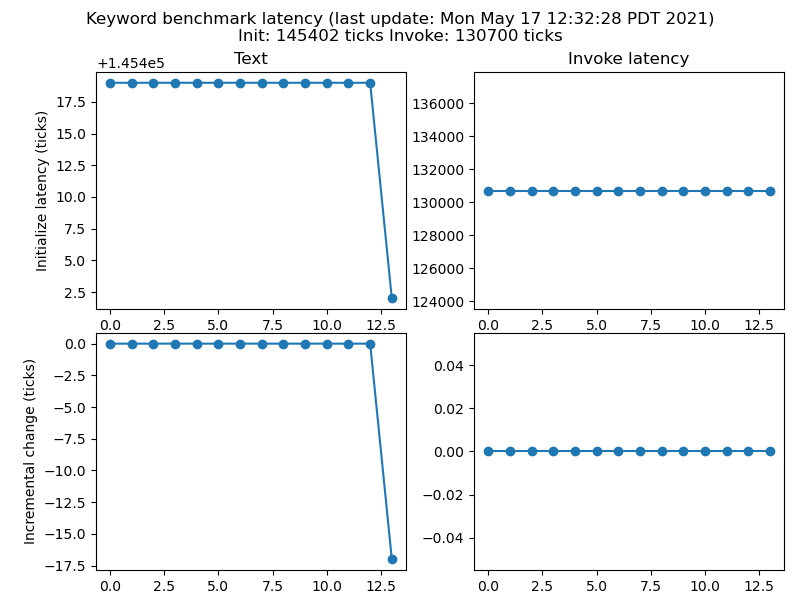 Keyword benchmark latency (last update: Mon May 17 12:32:28 PDT 2021)
Init: 145402 ticks Invoke: 130700 ticks
Text
+1.454e5
Initialize latency (ticks)
17.5
15.0
12.5
10.0
7.5
5.0
2.5
0.0 2.5 5.0 7.5 10.0 12.5
Invoke latency
136000
134000
132000
130000
128000
126000
124000
0.0 2.5 5.0 7.5 10.0 12.5
Incremental change (ticks)
0.0
−2.5
−5.0
−7.5
−10.0
−12.5
−15.0
−17.5
0.0 2.5 5.0 7.5 10.0 12.5
0.04
0.02
0.00
−0.02
−0.04
0.0 2.5 5.0 7.5 10.0 12.5